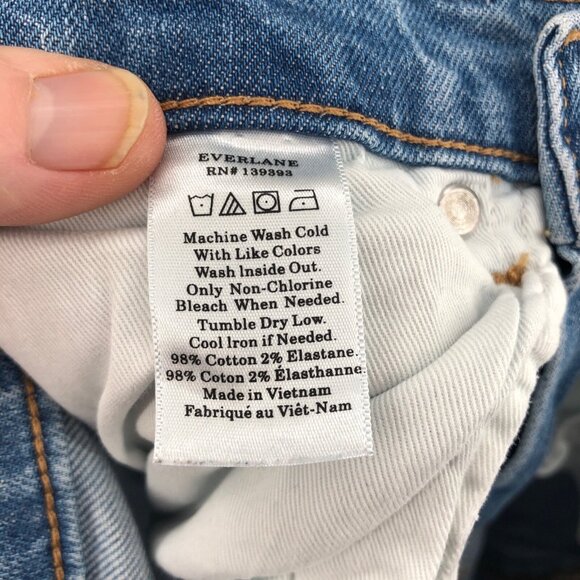 EVERLANE
RN# 139393
Machine Wash Cold
With Like Colors
Wash Inside Out.
Only Non-Chlorine
Bleach When Needed.
Tumble Dry Low.
Cool Iron if Needed.
98% Cotton 2% Elastane.
98% Coton 2% Élasthanne
Made in Vietnam
Fabriqué au Viêt-Nam